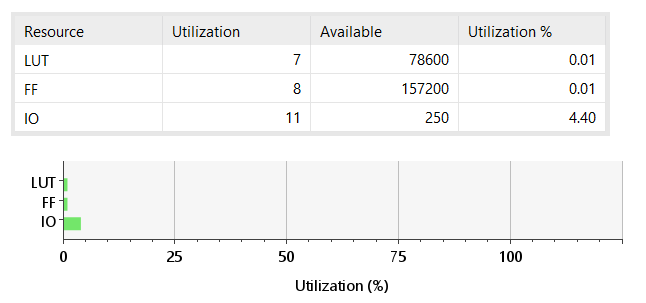 Resource Utilization Available Utilization %
LUT 7 78600 0.01
FF 8 157200 0.01
IO 11 250 4.40
LUT
FF
IO
0 25 50 75 100
Utilization (%)